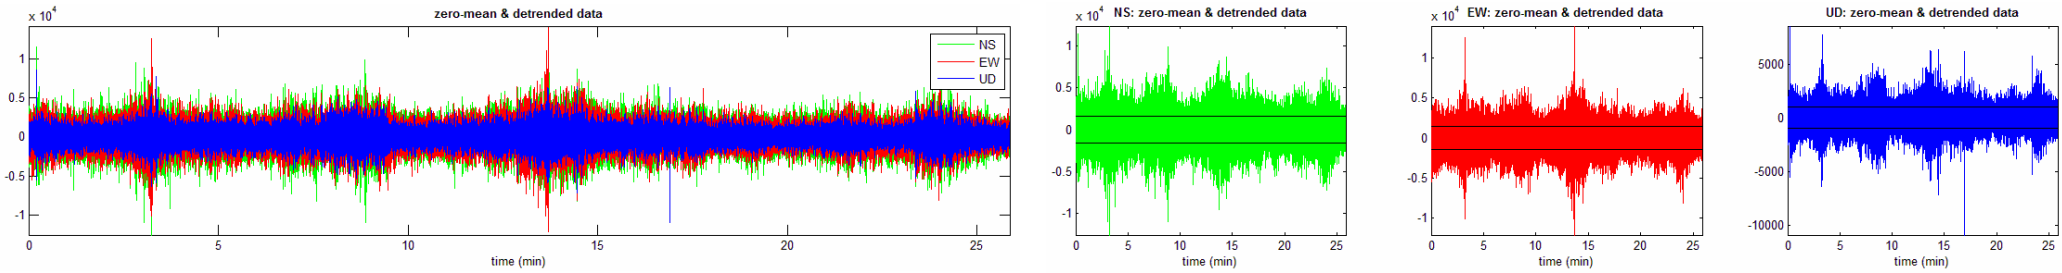 zero-mean & detrended data
x 10^4
1
0.5
0
-0.5
-1
0 5 10 15 20 25
time (min)
NS
EW
UD
NS: zero-mean & detrended data
x 10^4
1
0.5
0
-0.5
-1
0 5 10 15 20 25
time (min)
EW: zero-mean & detrended data
x 10^4
1
0.5
0
-0.5
-1
0 5 10 15 20 25
time (min)
UD: zero-mean & detrended data
5000
0
-5000
-10000
0 5 10 15 20 25
time (min)